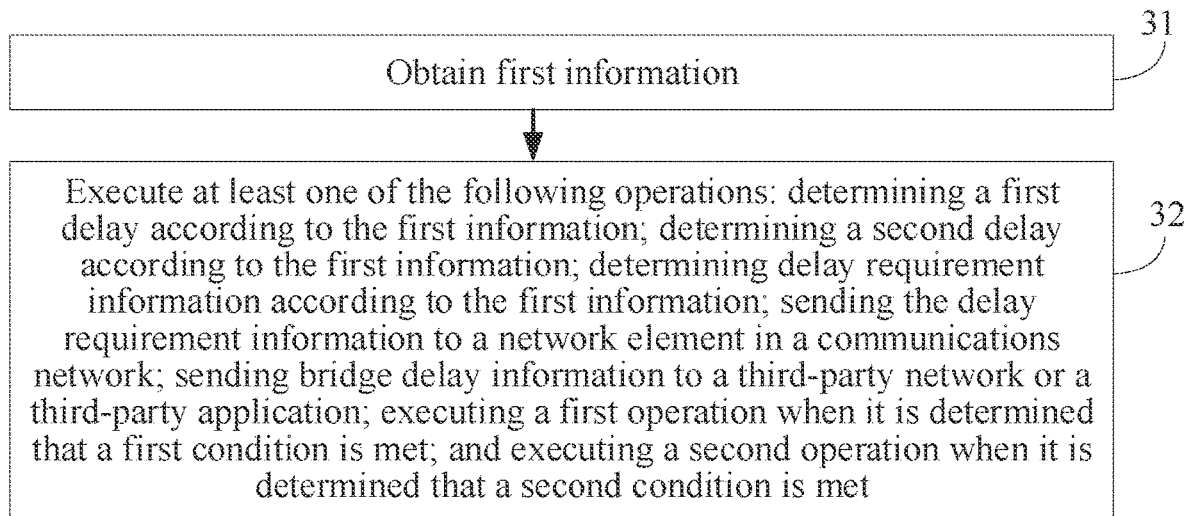 31
Obtain first information
Execute at least one of the following operations: determining a first
delay according to the first information; determining a second delay
according to the first information; determining delay requirement
information according to the first information; sending the delay
requirement information to a network element in a communications
network; sending bridge delay information to a third-party network or a
third-party application; executing a first operation when it is determined
that a first condition is met; and executing a second operation when it is
determined that a second condition is met
32